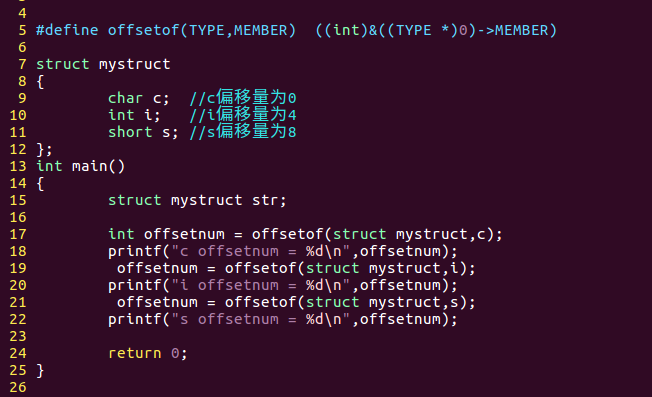 4
5 #define offsetof(TYPE,MEMBER)  ((int)&((TYPE *)0)->MEMBER)
6
7 struct mystruct
8 {
9         char c;  //c偏移量为0
10         int i;   //i偏移量为4
11         short s; //s偏移量为8
12 };
13 int main()
14 {
15         struct mystruct str;
16
17         int offsetnum = offsetof(struct mystruct,c);
18         printf("c offsetnum = %d\n",offsetnum);
19          offsetnum = offsetof(struct mystruct,i);
20         printf("i offsetnum = %d\n",offsetnum);
21          offsetnum = offsetof(struct mystruct,s);
22         printf("s offsetnum = %d\n",offsetnum);
23
24         return 0;
25 }
26